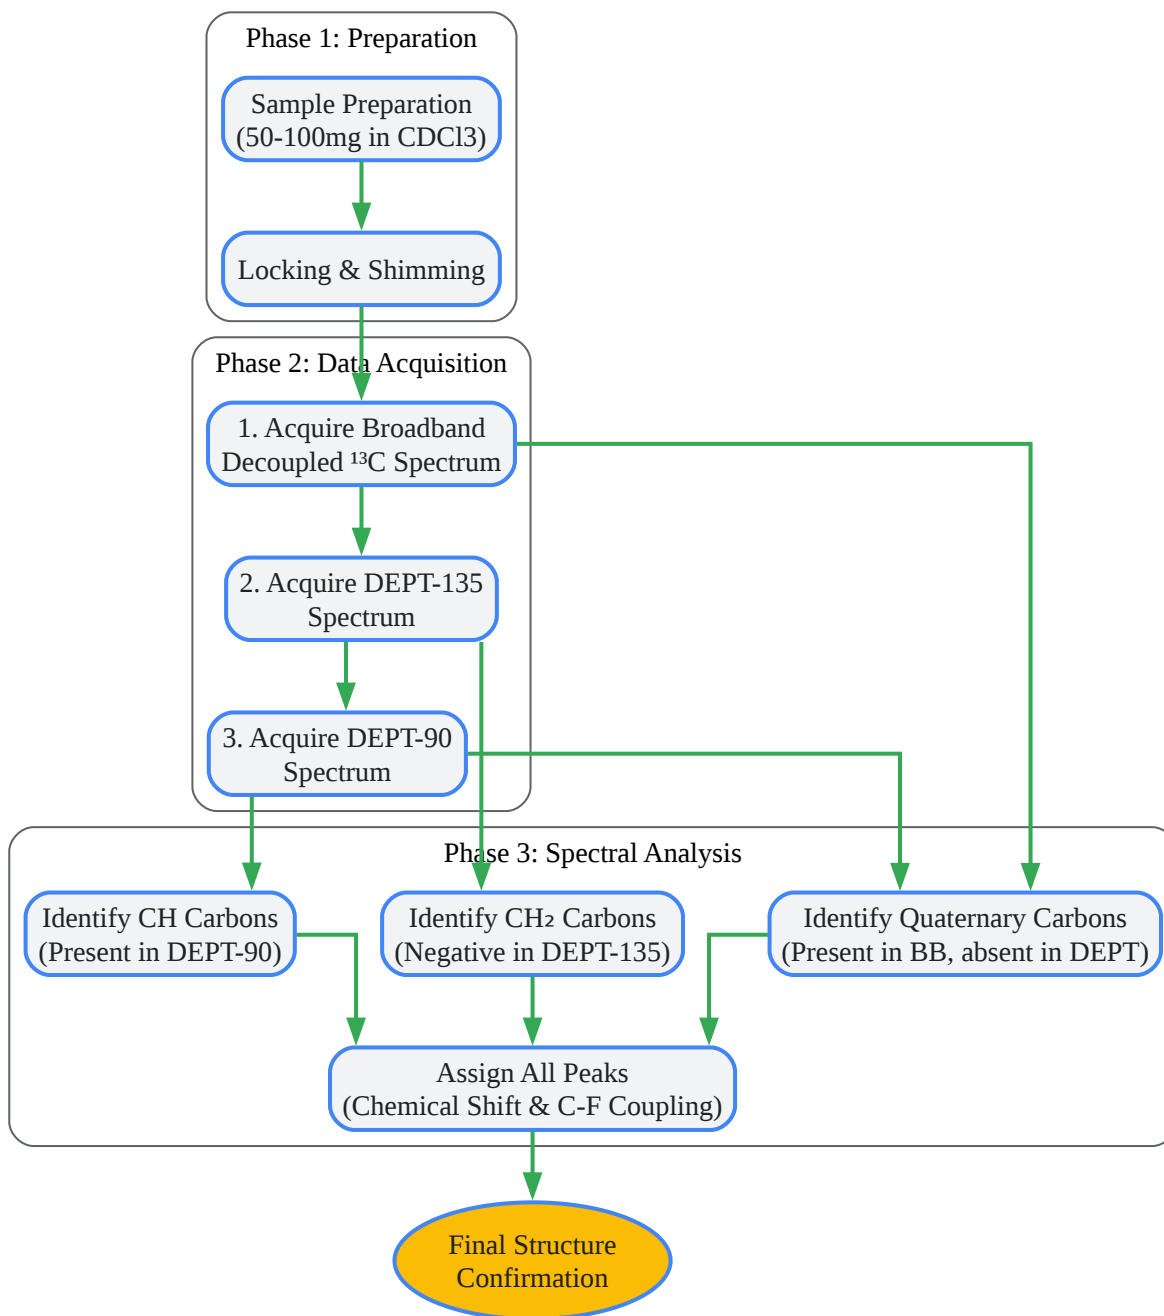 Phase 1: Preparation
Sample Preparation
(50-100mg in CDCl3)
Locking & Shimming
Phase 2: Data Acquisition
1. Acquire Broadband
Decoupled ¹³C Spectrum
2. Acquire DEPT-135
Spectrum
3. Acquire DEPT-90
Spectrum
Phase 3: Spectral Analysis
Identify CH Carbons
(Present in DEPT-90)
Identify CH₂ Carbons
(Negative in DEPT-135)
Identify Quaternary Carbons
(Present in BB, absent in DEPT)
Assign All Peaks
(Chemical Shift & C-F Coupling)
Final Structure
Confirmation